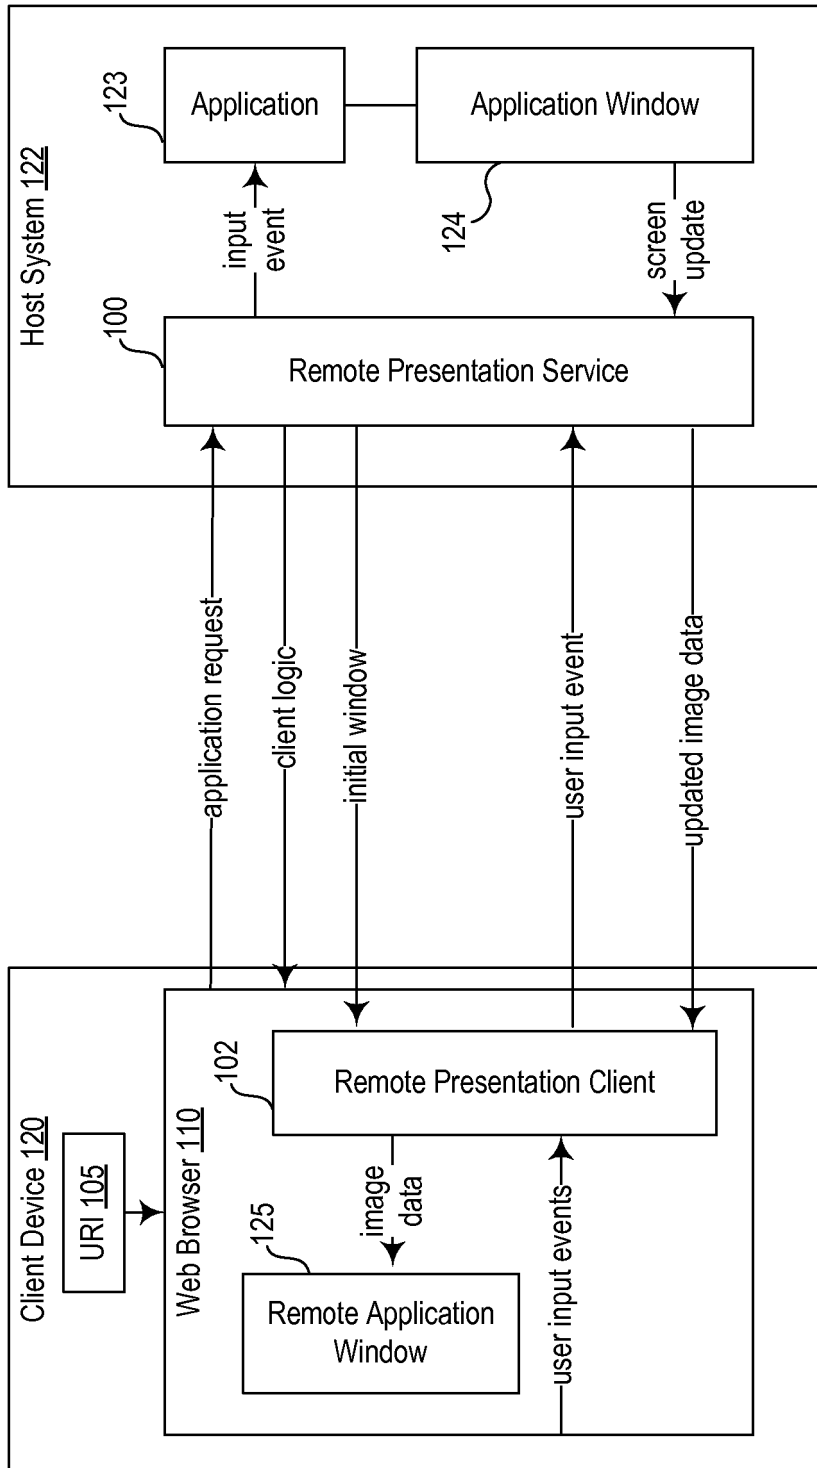 Client Device 120
URI 105
Web Browser 110
102
Remote Presentation Client
125
image
data
Remote Application
Window
user input events
application request
client logic
initial window
user input event
updated image data
Host System 122
100
Remote Presentation Service
input
event
screen
update
123
Application
124
Application Window